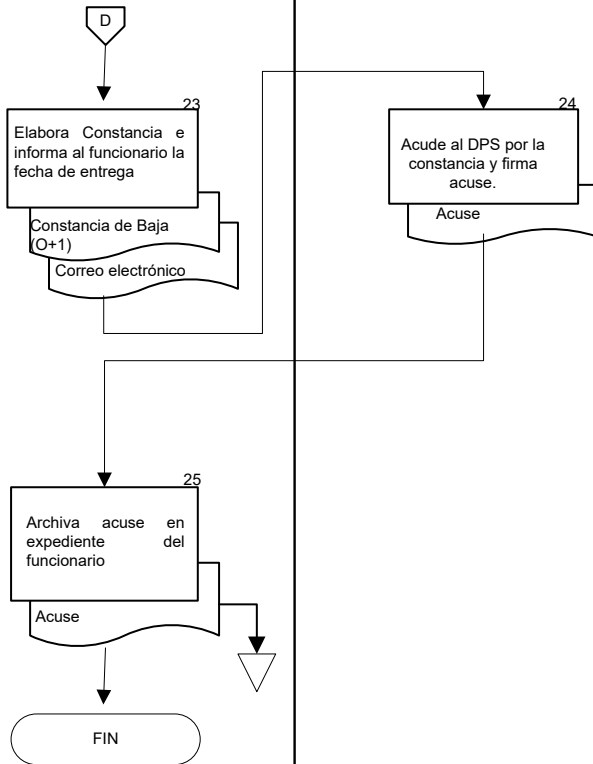 D
23
Elabora Constancia e
informa al funcionario la
fecha de entrega
Constancia de Baja
(O+1)
Correo electrónico
24
Acude al DPS por la
constancia y firma
acuse.
Acuse
25
Archiva acuse en
expediente del
funcionario
Acuse
FIN